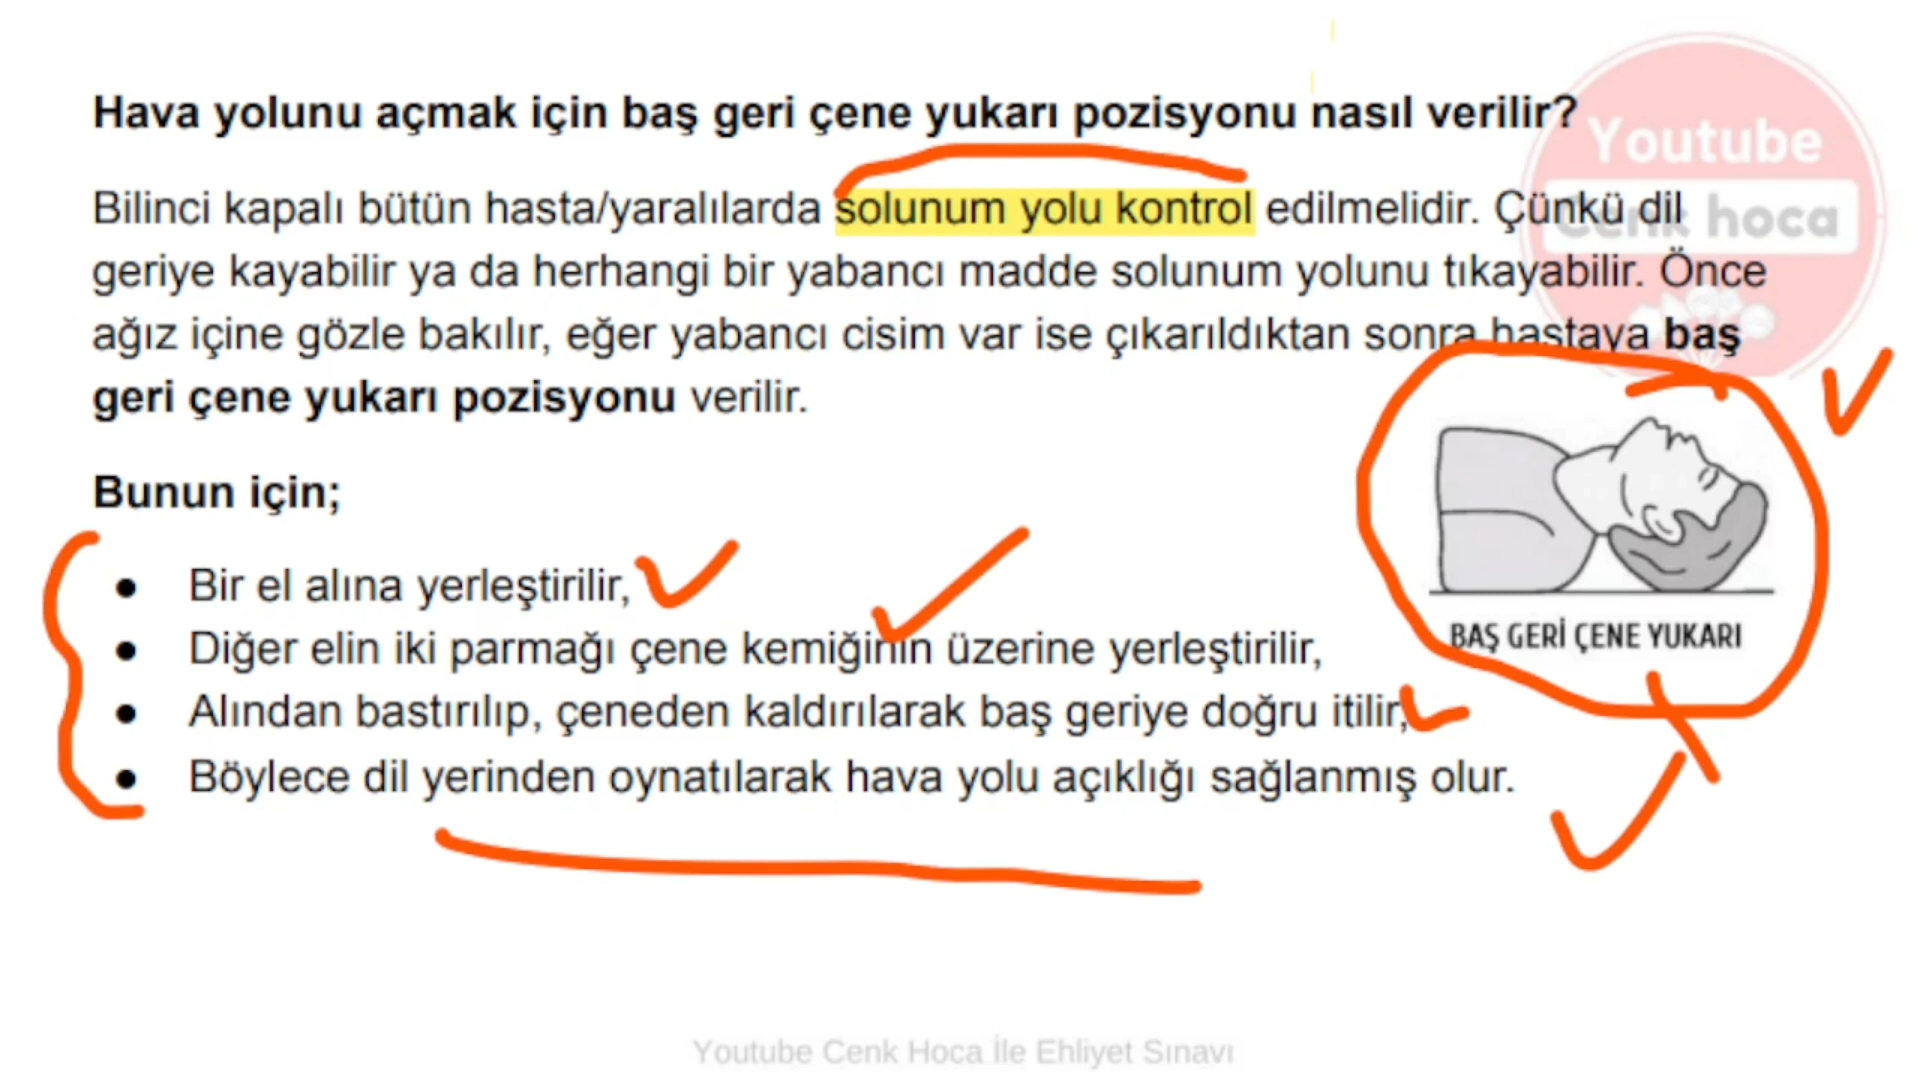 Hava yolunu açmak için baş geri çene yukarı pozisyonu nasıl verilir?
Youtube
Cenk hoca
Bilinci kapalı bütün hasta/yaralılarda solunum yolu kontrol edilmelidir. Çünkü dil
geriye kayabilir ya da herhangi bir yabancı madde solunum yolunu tıkayabilir. Önce
ağız içine gözle bakılır, eğer yabancı cisim var ise çıkarıldıktan sonra hastaya baş
geri çene yukarı pozisyonu verilir.
Bunun için;
● Bir el alına yerleştirilir,
● Diğer elin iki parmağı çene kemiğinin üzerine yerleştirilir,
● Alından bastırılıp, çeneden kaldırılarak baş geriye doğru itilir,
● Böylece dil yerinden oynatılarak hava yolu açıklığı sağlanmış olur.
BAŞ GERİ ÇENE YUKARI
Youtube Cenk Hoca İle Ehliyet Sınavı